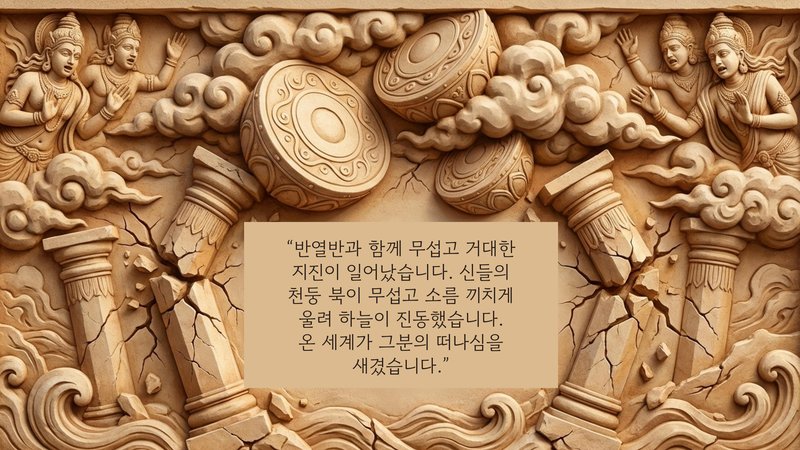 “반열반과 함께 무섭고 거대한
지진이 일어났습니다. 신들의
천둥 북이 무섭고 소름 끼치게
울려 하늘이 진동했습니다.
온 세계가 그분의 떠나심을
새겼습니다.”